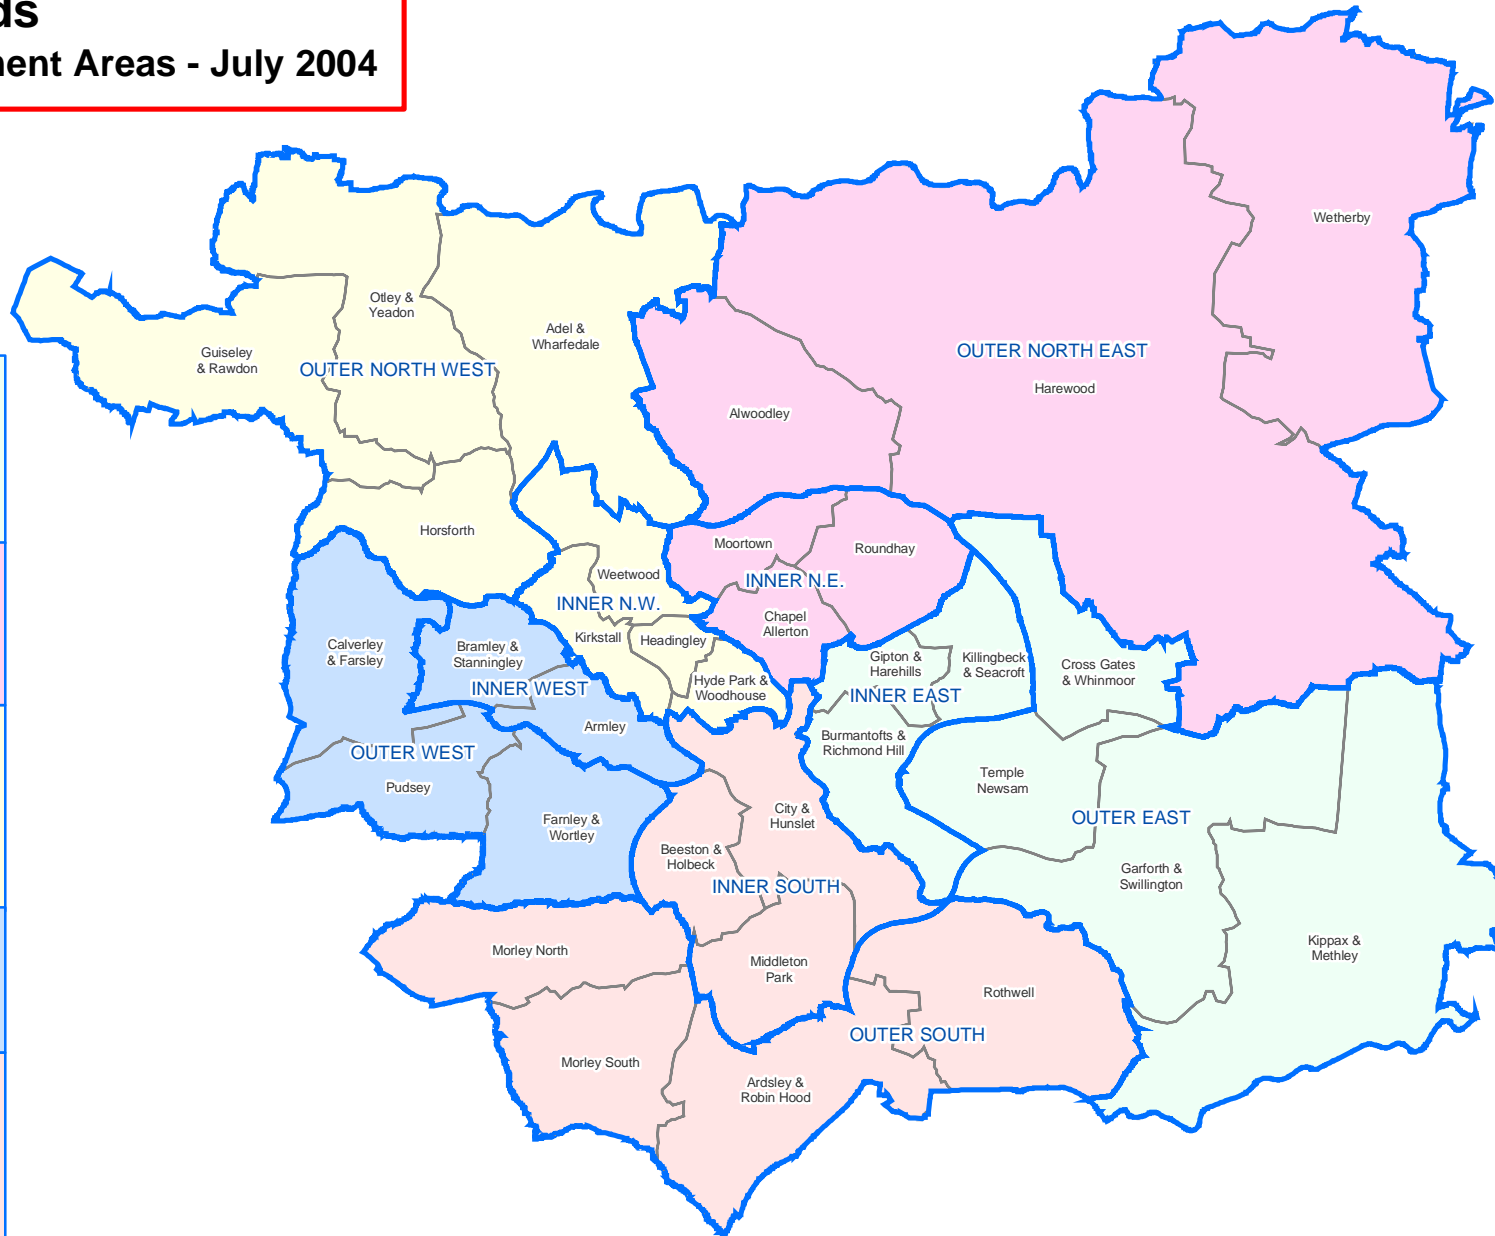 ds
ment Areas - July 2004
Wetherby
Otley &
Yeadon
Adel &
Wharfedale
Guiseley
& Rawdon
OUTER NORTH WEST
OUTER NORTH EAST
Harewood
Alwoodley
Horsforth
Moortown
Roundhay
Weetwood
INNER N.E.
INNER N.W.
Chapel
Allerton
Kirkstall
Headingley
Calverley
& Farsley
Bramley &
Stanningley
Gipton &
Harehills
Killingbeck
& Seacroft
Cross Gates
& Whinmoor
INNER WEST
Hyde Park &
Woodhouse
INNER EAST
Armley
Burmantofts &
Richmond Hill
OUTER WEST
Pudsey
Temple
Newsam
Farnley &
Wortley
City &
Hunslet
OUTER EAST
Beeston &
Holbeck
INNER SOUTH
Garforth &
Swillington
Morley North
Kippax &
Methley
Middleton
Park
Rothwell
OUTER SOUTH
Morley South
Ardsley &
Robin Hood